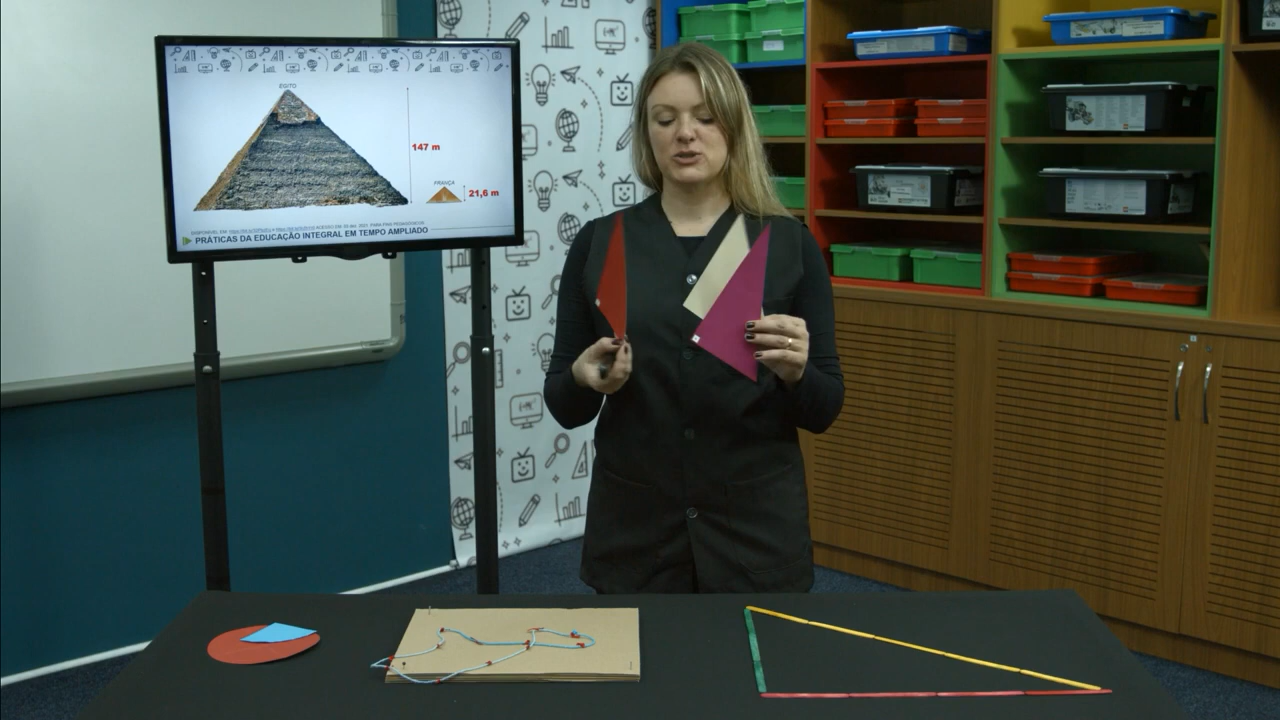 EGITO
147 m
FRANÇA
21,6 m
PRÁTICAS DA EDUCAÇÃO INTEGRAL EM TEMPO AMPLIADO